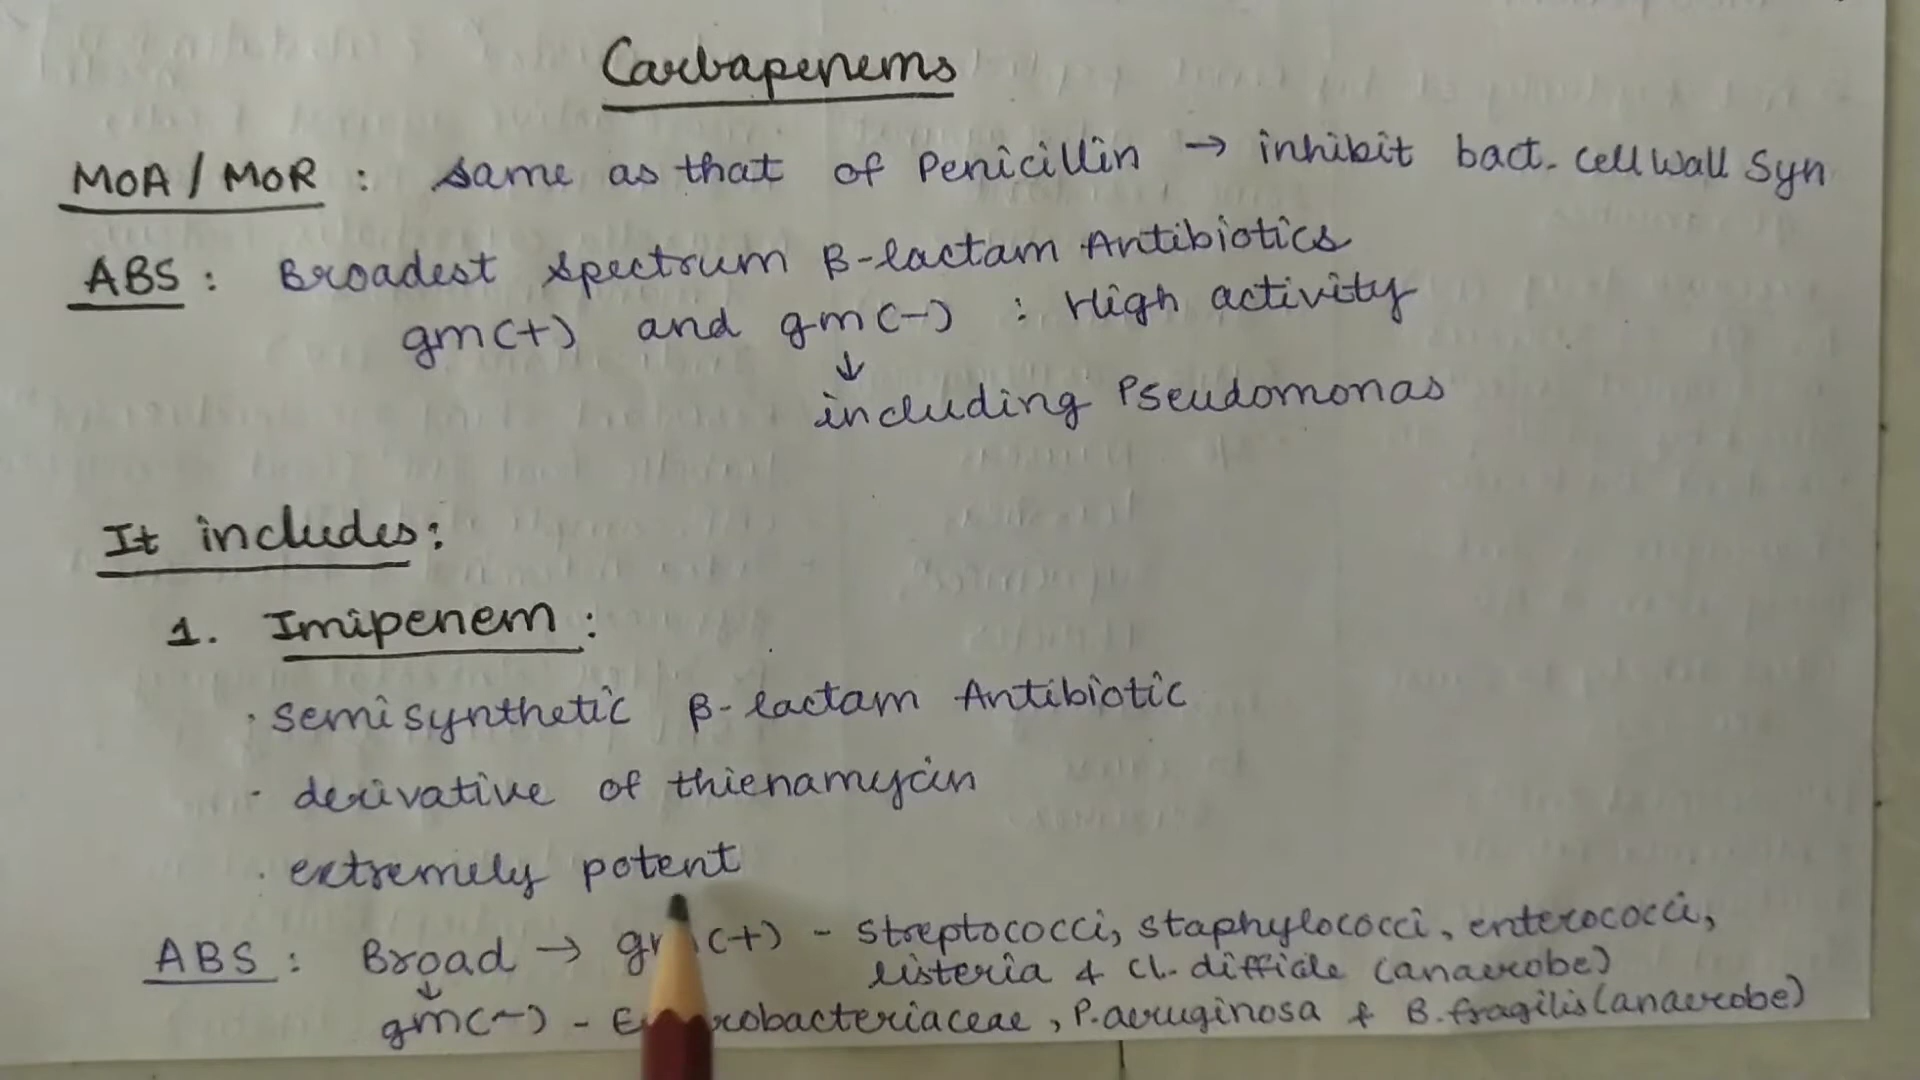 Carbapenems
MOA / MOR : same as that of Penicillin → inhibit bact. cell wall Syn
ABS : Broadest spectrum β-lactam Antibiotics
gm(+) and gm(-) : High activity
↓
including Pseudomonas
It includes:
1. Imipenem :
· semisynthetic β-lactam Antibiotic
· derivative of thienamycin
· extremely potent
ABS : Broad → (+) - streptococci, staphylococci, enterococci,
listeria & Cl. difficile (anaerobe)
↓
gm(-) - , P. aeruginosa & B. fragilis (anaerobe)